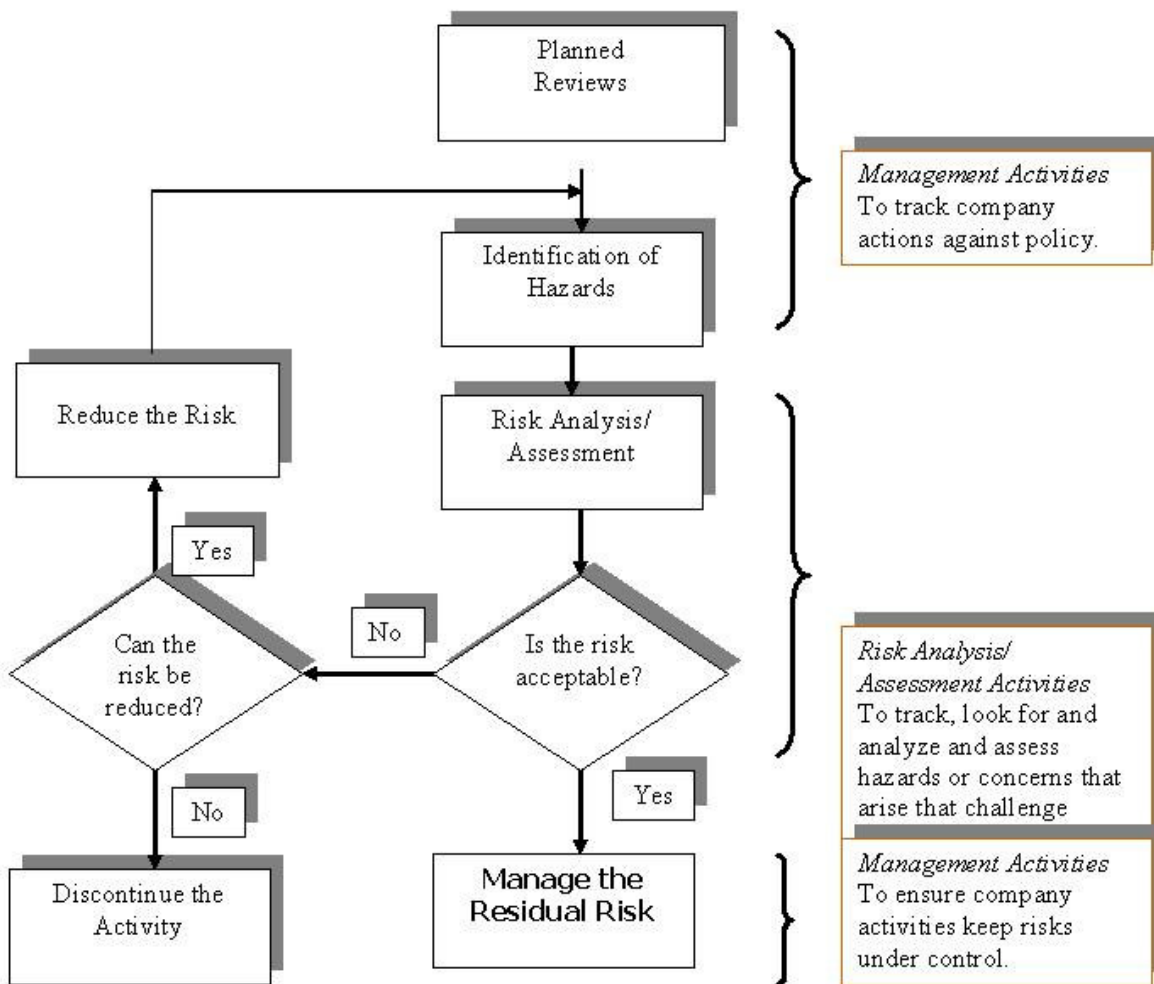 Planned
Reviews
Management Activities
To track company
actions against policy.
Identification of
Hazards
Reduce the Risk
Risk Analysis/
Assessment
Yes
No
Can the
risk be
reduced?
Is the risk
acceptable?
Risk Analysis/
Assessment Activities
To track, look for and
analyze and assess
hazards or concerns that
arise that challenge
No
Yes
Discontinue the
Activity
Manage the
Residual Risk
Management Activities
To ensure company
activities keep risks
under control.